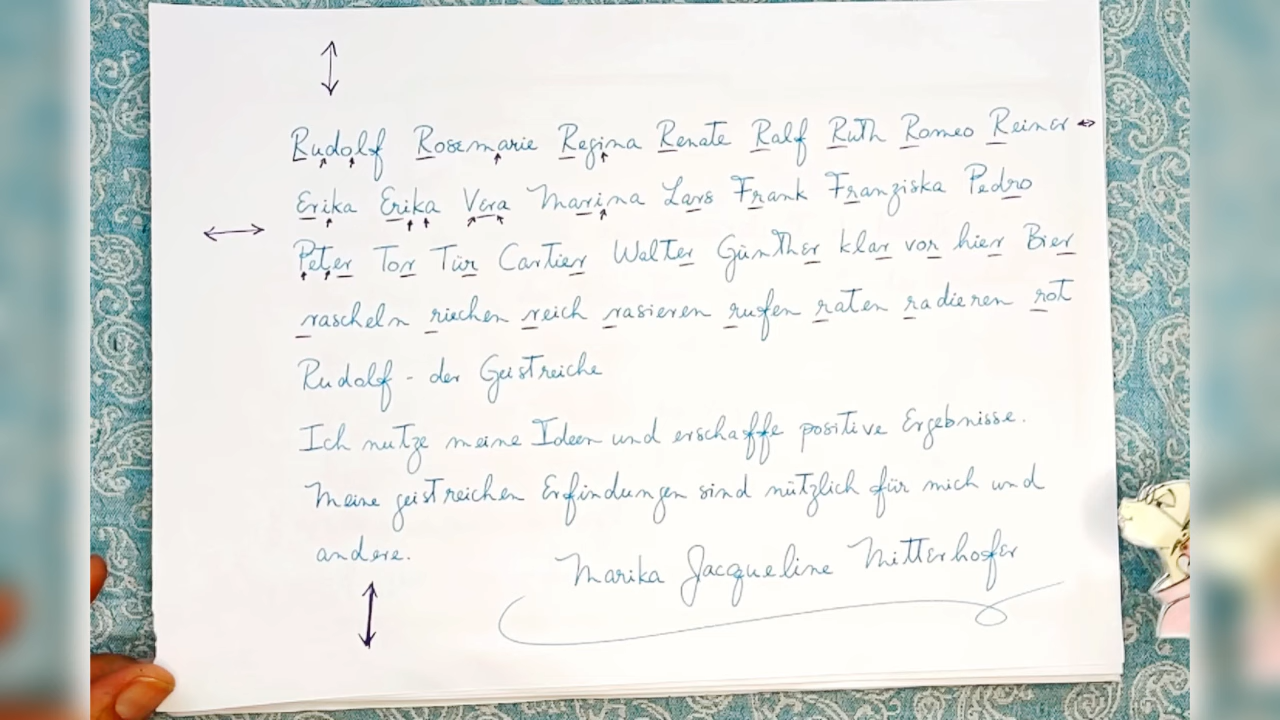 Rudolf Rosemarie Regina Renate Ralf Ruth Romeo Reiner
Erika Erika Vera Marina Lars Frank Franziska Pedro
Peter Tor Tür Cartier Walter Günther klar vor hier Bier
rascheln riechen reich rasieren rufen raten radieren rot
Rudolf - der Geistreiche
Ich nutze meine Ideen und erschaffe positive Ergebnisse.
Meine geistreichen Erfindungen sind nützlich für mich und
andere.
Marika Jacqueline Mitterhofer